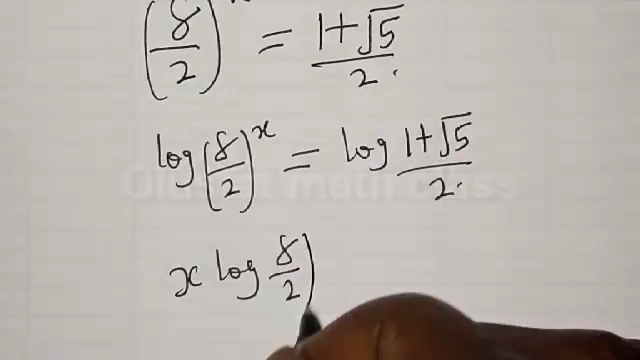 (8/2)^x = (1+√5)/2.
log(8/2)^x = log (1+√5)/2.
x log 8/2)